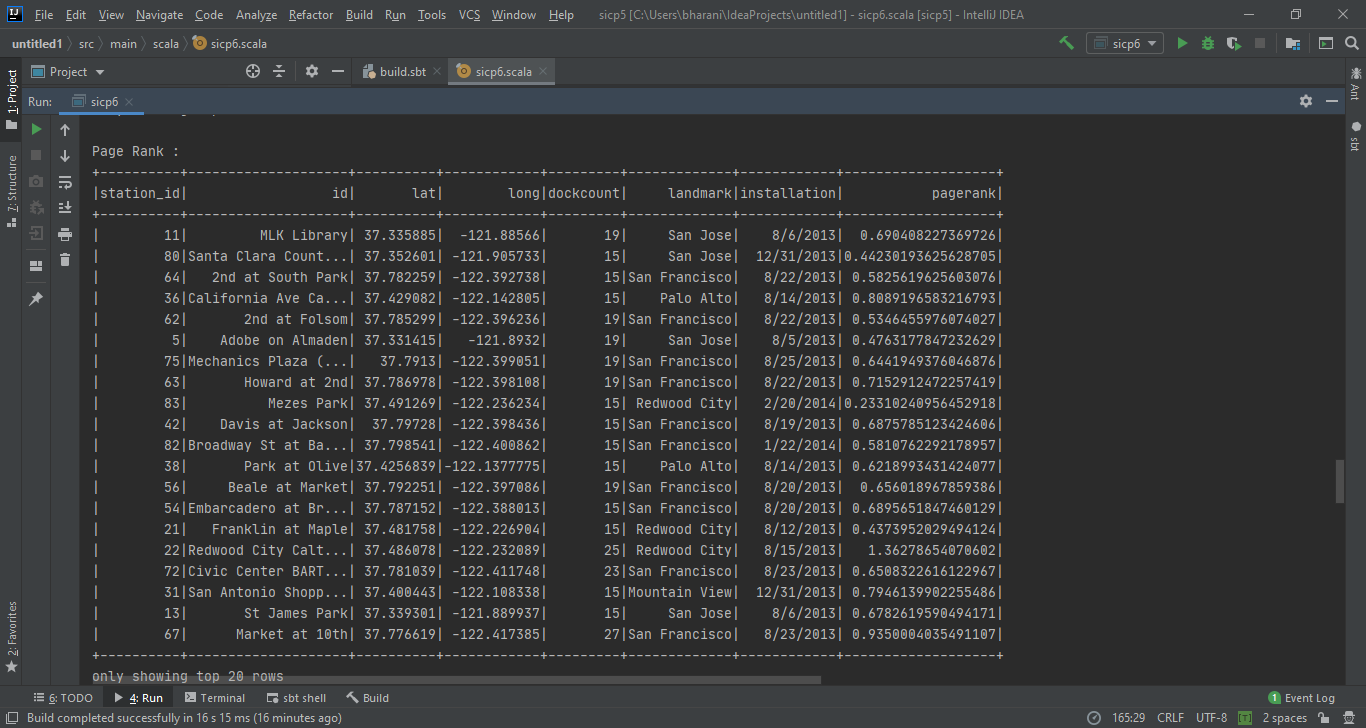 File Edit View Navigate Code Analyze Refactor Build Run Tools VCS Window Help sicp5 [C:\Users\bharani\IdeaProjects\untitled1] - sicp6.scala [sicp5] - IntelliJ IDEA
untitled1 src main scala sicp6.scala sicp6
Project build.sbt sicp6.scala
Run: sicp6
1: Project
7: Structure
2: Favorites
Ant
sbt
Page Rank :
+----------+--------------------+----------+------------+---------+-------------+------------+-------------------+
|station_id|                  id|       lat|        long|dockcount|     landmark|installation|           pagerank|
+----------+--------------------+----------+------------+---------+-------------+------------+-------------------+
|        11|         MLK Library| 37.335885|  -121.88566|       19|     San Jose|    8/6/2013|  0.690408227369726|
|        80|Santa Clara Count...| 37.352601| -121.905733|       15|     San Jose|  12/31/2013|0.44230193625628705|
|        64|   2nd at South Park| 37.782259| -122.392738|       15|San Francisco|   8/22/2013| 0.5825619625603076|
|        36|California Ave Ca...| 37.429082| -122.142805|       15|    Palo Alto|   8/14/2013| 0.8089196583216793|
|        62|       2nd at Folsom| 37.785299| -122.396236|       19|San Francisco|   8/22/2013| 0.5346455976074027|
|         5|    Adobe on Almaden| 37.331415|   -121.8932|       19|     San Jose|    8/5/2013| 0.4763177847232629|
|        75|Mechanics Plaza (...|   37.7913| -122.399051|       19|San Francisco|   8/25/2013| 0.6441949376046876|
|        63|       Howard at 2nd| 37.786978| -122.398108|       19|San Francisco|   8/22/2013| 0.7152912472257419|
|        83|          Mezes Park| 37.491269| -122.236234|       15| Redwood City|   2/20/2014|0.23310240956452918|
|        42|    Davis at Jackson|  37.79728| -122.398436|       15|San Francisco|   8/19/2013| 0.6875785123424606|
|        82|Broadway St at Ba...| 37.798541| -122.400862|       15|San Francisco|   1/22/2014| 0.5810762292178957|
|        38|       Park at Olive|37.4256839|-122.1377775|       15|    Palo Alto|   8/14/2013| 0.6218993431424077|
|        56|     Beale at Market| 37.792251| -122.397086|       19|San Francisco|   8/20/2013|  0.656018967859386|
|        54|Embarcadero at Br...| 37.787152| -122.388013|       15|San Francisco|   8/20/2013| 0.6895651847460129|
|        21|   Franklin at Maple| 37.481758| -122.226904|       15| Redwood City|   8/12/2013| 0.4373952029494124|
|        22|Redwood City Calt...| 37.486078| -122.232089|       25| Redwood City|   8/15/2013|   1.36278654070602|
|        72|Civic Center BART...| 37.781039| -122.411748|       23|San Francisco|   8/23/2013| 0.6508322616122967|
|        31|San Antonio Shopp...| 37.400443| -122.108338|       15|Mountain View|  12/31/2013| 0.7946139902255486|
|        13|       St James Park| 37.339301| -121.889937|       15|     San Jose|    8/6/2013| 0.6782619590494171|
|        67|      Market at 10th| 37.776619| -122.417385|       27|San Francisco|   8/23/2013| 0.9350004035491107|
+----------+--------------------+----------+------------+---------+-------------+------------+-------------------+
only showing top 20 rows
6: TODO 4: Run Terminal sbt shell Build 1 Event Log
Build completed successfully in 16 s 15 ms (16 minutes ago) 165:29 CRLF UTF-8 2 spaces